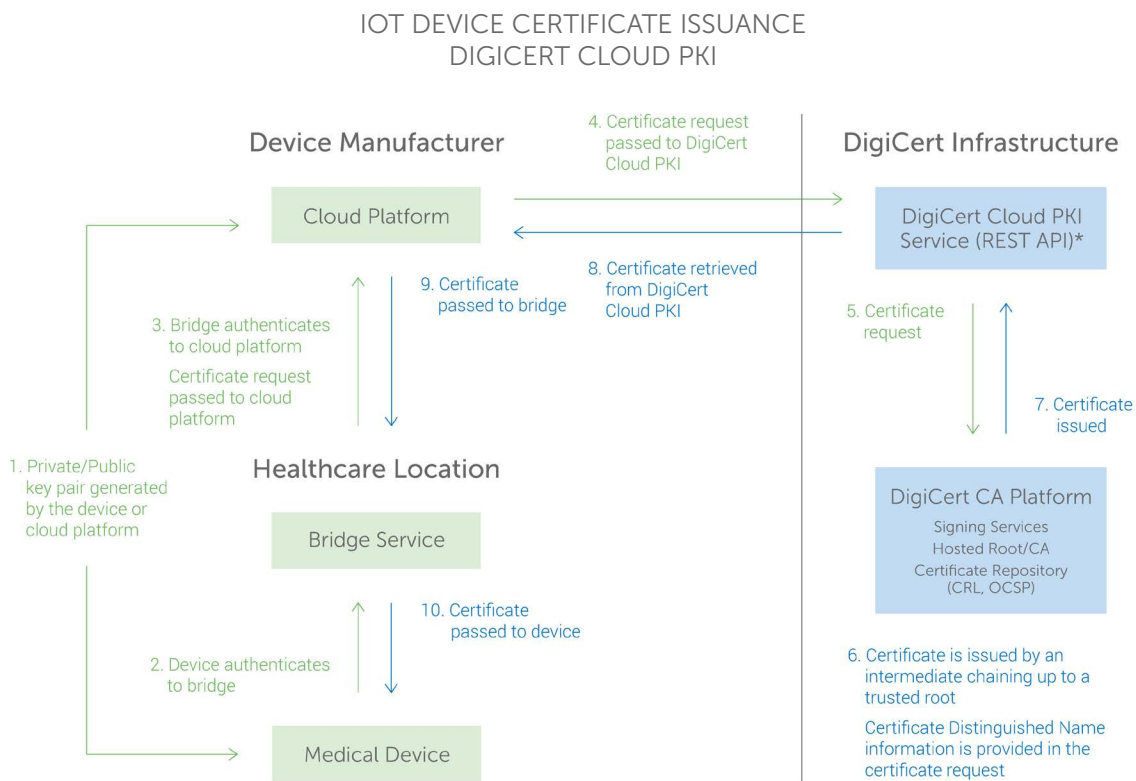 IOT DEVICE CERTIFICATE ISSUANCE
DIGICERT CLOUD PKI
Device Manufacturer
4. Certificate request
passed to DigiCert
Cloud PKI
DigiCert Infrastructure
Cloud Platform
DigiCert Cloud PKI
Service (REST API)*
8. Certificate retrieved
from DigiCert
Cloud PKI
9. Certificate
passed to bridge
3. Bridge authenticates
to cloud platform
Certificate request
passed to cloud
platform
5. Certificate
request
7. Certificate
issued
1. Private/Public
key pair generated
by the device or
cloud platform
Healthcare Location
Bridge Service
DigiCert CA Platform
Signing Services
Hosted Root/CA
Certificate Repository
(CRL, OCSP)
10. Certificate
passed to device
2. Device authenticates
to bridge
6. Certificate is issued by an
intermediate chaining up to a
trusted root
Certificate Distinguished Name
information is provided in the
certificate request
Medical Device